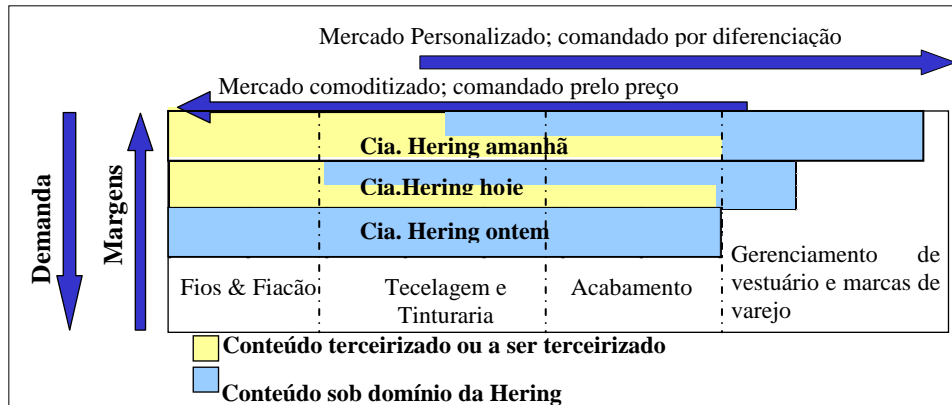 Mercado Personalizado; comandado por diferenciação
Mercado comoditizado; comandado prelo preço
Demanda
Margens
Cia. Hering amanhã
Cia.Hering hoie
Cia. Hering ontem
Fios & Fiacão
Tecelagem e
Tinturaria
Acabamento
Gerenciamento de
vestuário e marcas de
varejo
Conteúdo terceirizado ou a ser terceirizado
Conteúdo sob domínio da Hering